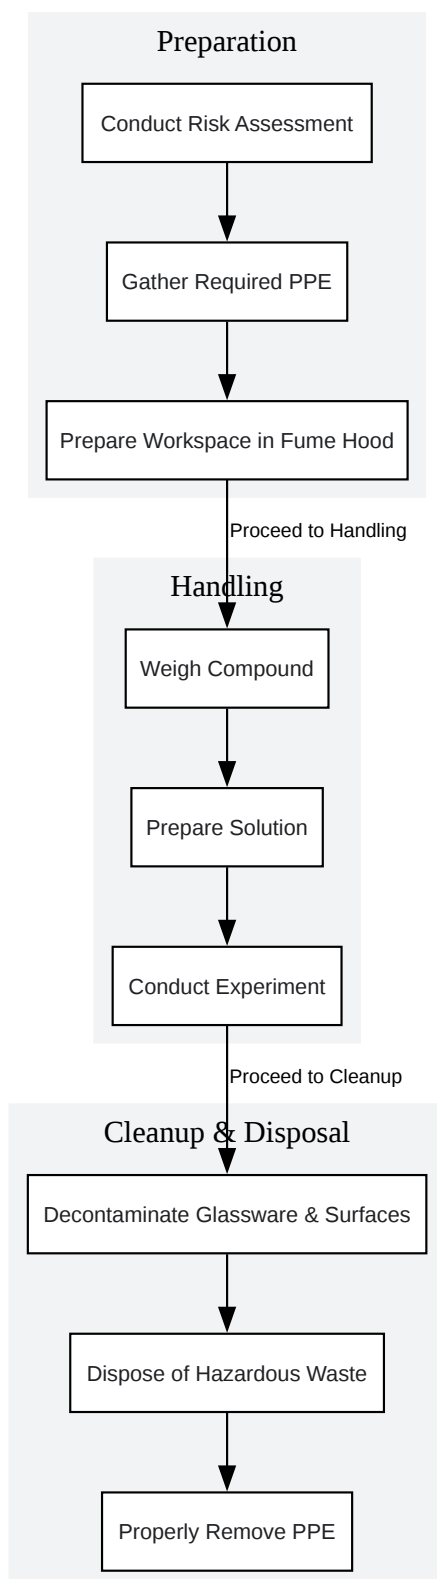 Preparation
Conduct Risk Assessment
Gather Required PPE
Prepare Workspace in Fume Hood
Proceed to Handling
Handling
Weigh Compound
Prepare Solution
Conduct Experiment
Proceed to Cleanup
Cleanup & Disposal
Decontaminate Glassware & Surfaces
Dispose of Hazardous Waste
Properly Remove PPE